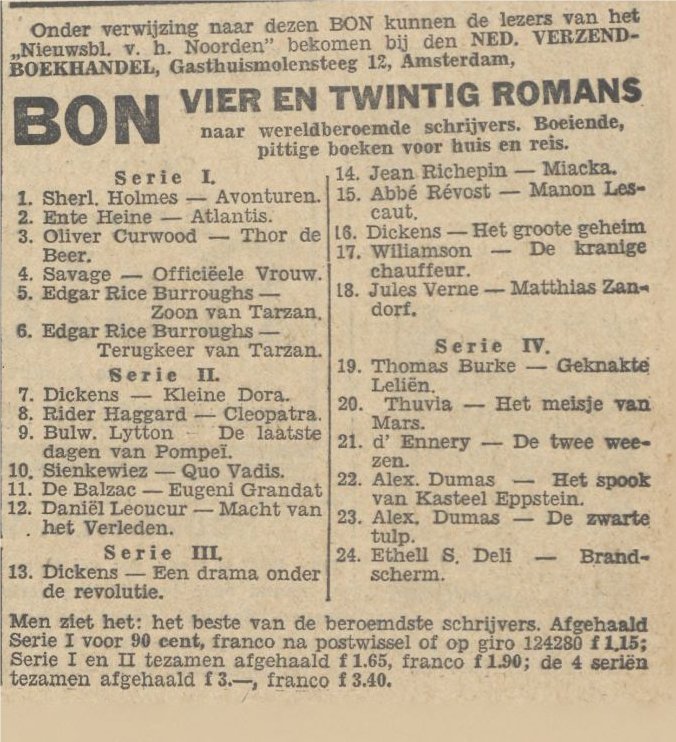 Onder verwijzing naar dezen BON kunnen de lezers van het
„Nieuwsbl. v. h. Noorden" bekomen bij den NED. VERZEND-
BOEKHANDEL, Gasthuismolensteeg 12, Amsterdam,
BON VIER EN TWINTIG ROMANS
naar wereldberoemde schrijvers. Boeiende,
pittige boeken voor huis en reis.
Serie I.
1. Sherl. Holmes — Avonturen.
2. Ente Heine — Atlantis.
3. Oliver Curwood — Thor de
Beer.
4. Savage — Officiëele Vrouw.
5. Edgar Rice Burroughs —
Zoon van Tarzan.
6. Edgar Rice Burroughs —
Terugkeer van Tarzan.
Serie II.
7. Dickens — Kleine Dora.
8. Rider Haggard — Cleopatra.
9. Bulw. Lytton — De laatste
dagen van Pompeï.
10. Sienkewiez — Quo Vadis.
11. De Balzac — Eugeni Grandat
12. Daniël Leoucur — Macht van
het Verleden.
Serie III.
13. Dickens — Een drama onder
de revolutie.
14. Jean Richepin — Miacka.
15. Abbé Révost — Manon Les-
caut.
16. Dickens — Het groote geheim
17. Wiliamson — De kranige
chauffeur.
18. Jules Verne — Matthias Zan-
dorf.
Serie IV.
19. Thomas Burke — Geknakte
Leliën.
20. Thuvia — Het meisje van
Mars.
21. d' Ennery — De twee wee-
zen.
22. Alex. Dumas — Het spook
van Kasteel Eppstein.
23. Alex. Dumas — De zwarte
tulp.
24. Ethell S. Deli — Brand-
scherm.
Men ziet het: het beste van de beroemdste schrijvers. Afgehaald
Serie I voor 90 cent, franco na postwissel of op giro 124280 f 1.15;
Serie I en II tezamen afgehaald f 1.65, franco f 1.90; de 4 seriën
tezamen afgehaald f 3.—, franco f 3.40.